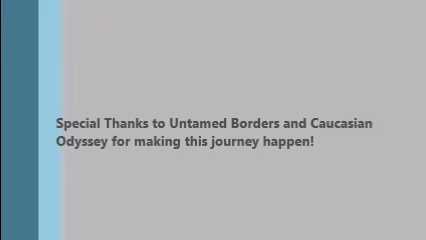 Special Thanks to Untamed Borders and Caucasian
Odyssey for making this journey happen!